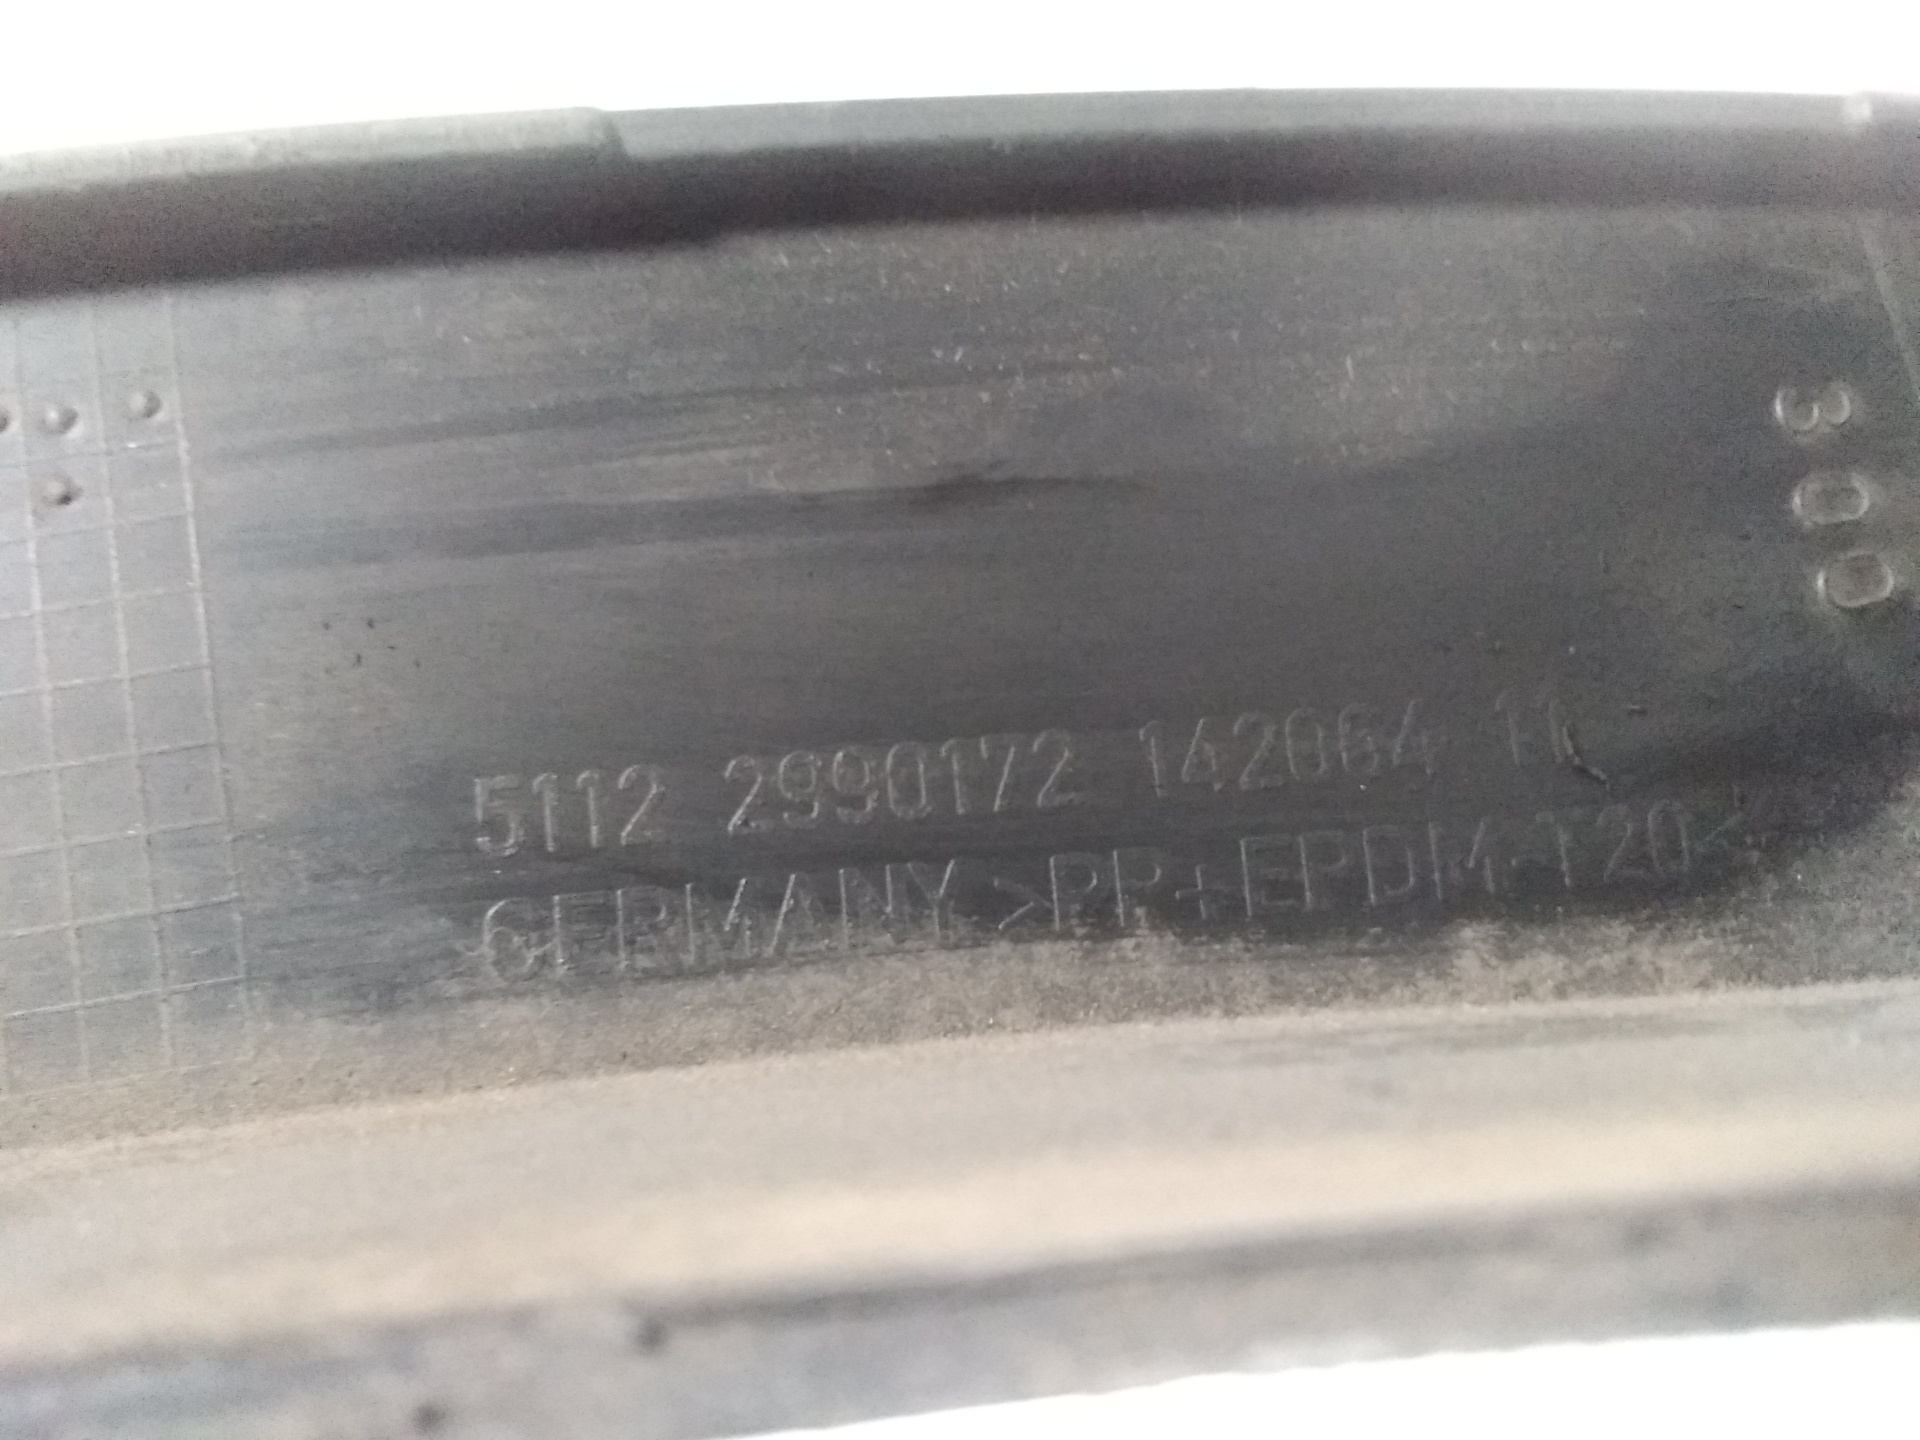 300
5112 2990172 142064 11
GERMANY >PP+EPDM-T20<